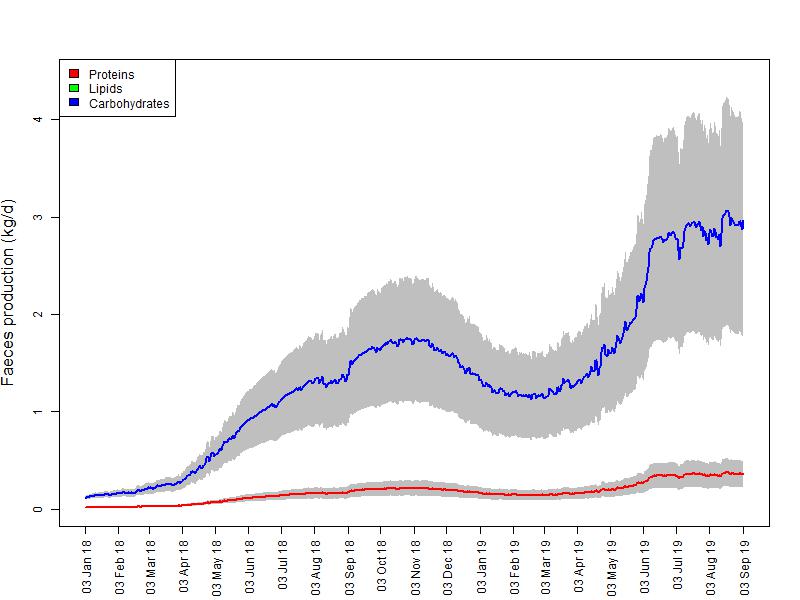 Proteins
Lipids
Carbohydrates
Faeces production (kg/d)
4
3
2
1
0
03 Jan 18
03 Feb 18
03 Mar 18
03 Apr 18
03 May 18
03 Jun 18
03 Jul 18
03 Aug 18
03 Sep 18
03 Oct 18
03 Nov 18
03 Dec 18
03 Jan 19
03 Feb 19
03 Mar 19
03 Apr 19
03 May 19
03 Jun 19
03 Jul 19
03 Aug 19
03 Sep 19